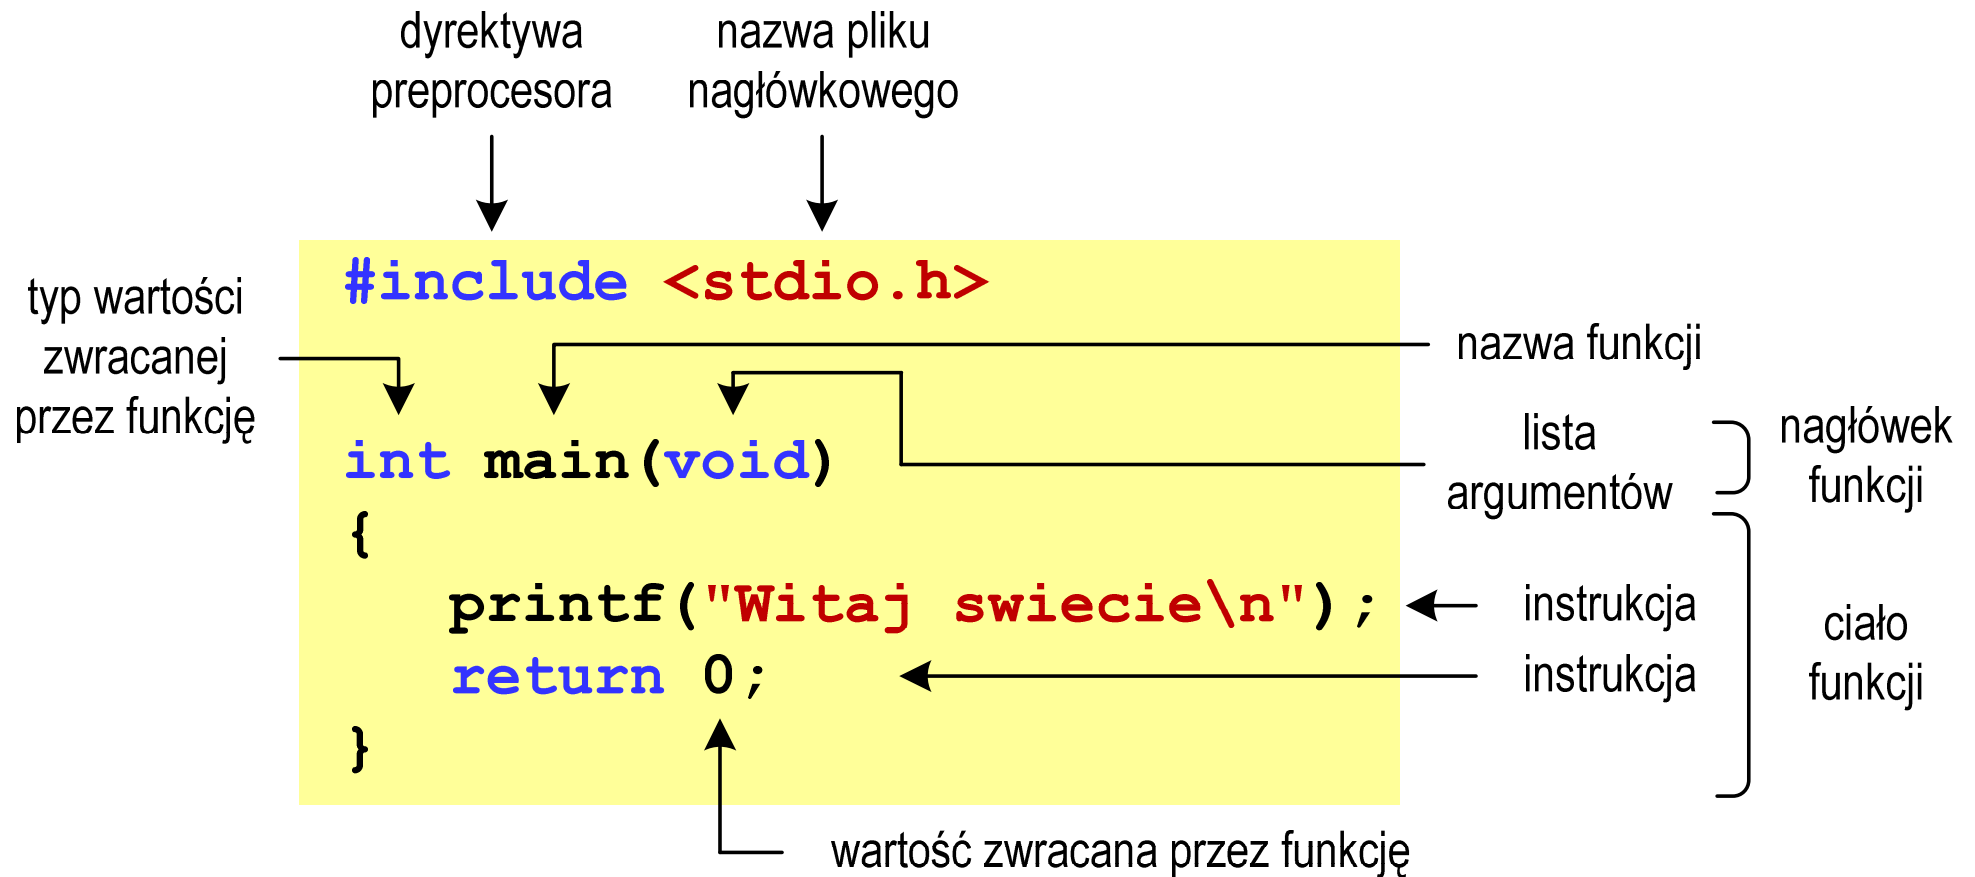 dyrektywa
preprocesora
nazwa pliku
nagłówkowego
#include <stdio.h>
typ wartości
zwracanej
przez funkcję
nazwa funkcji
int main(void)
lista
argumentów
nagłówek
funkcji
{
printf("Witaj swiecie\n");
instrukcja
return 0;
instrukcja
ciało
funkcji
}
wartość zwracana przez funkcję